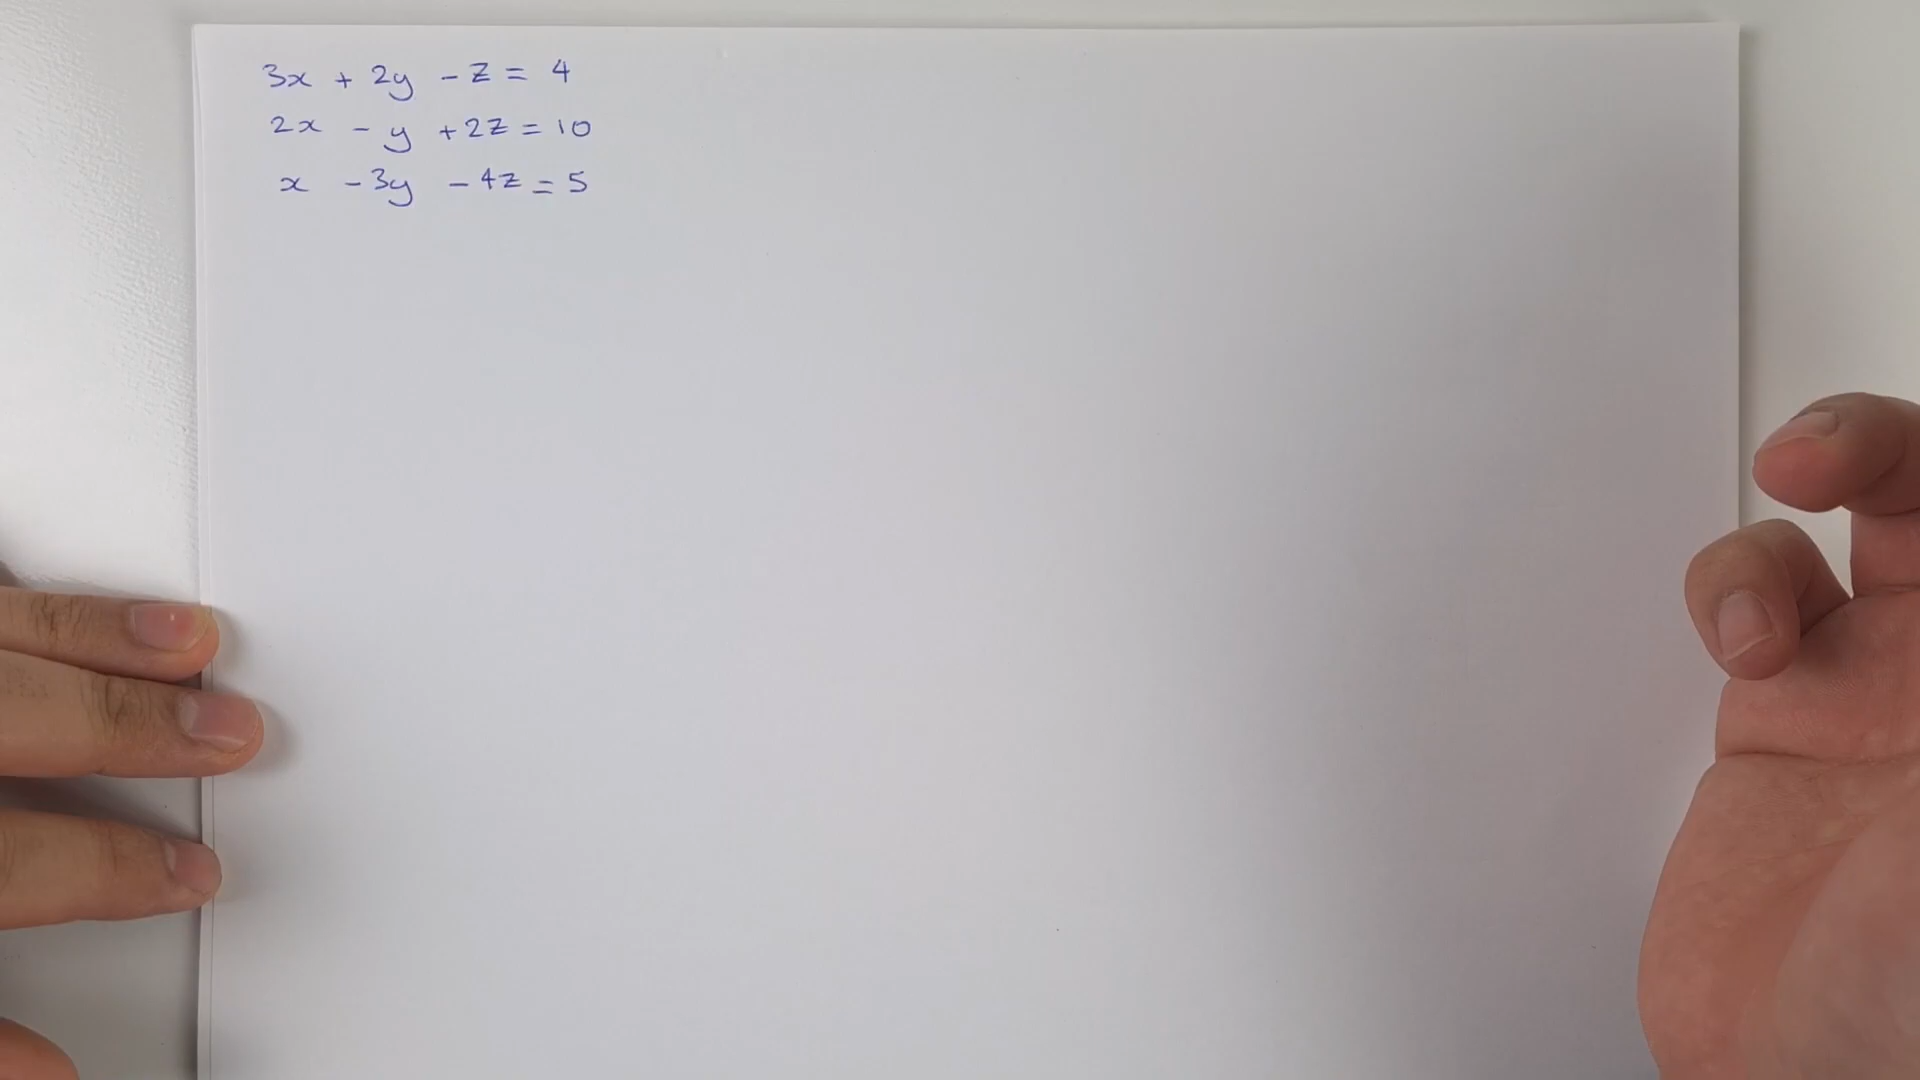 3x + 2y - z = 4
2x - y + 2z = 10
x - 3y - 4z = 5